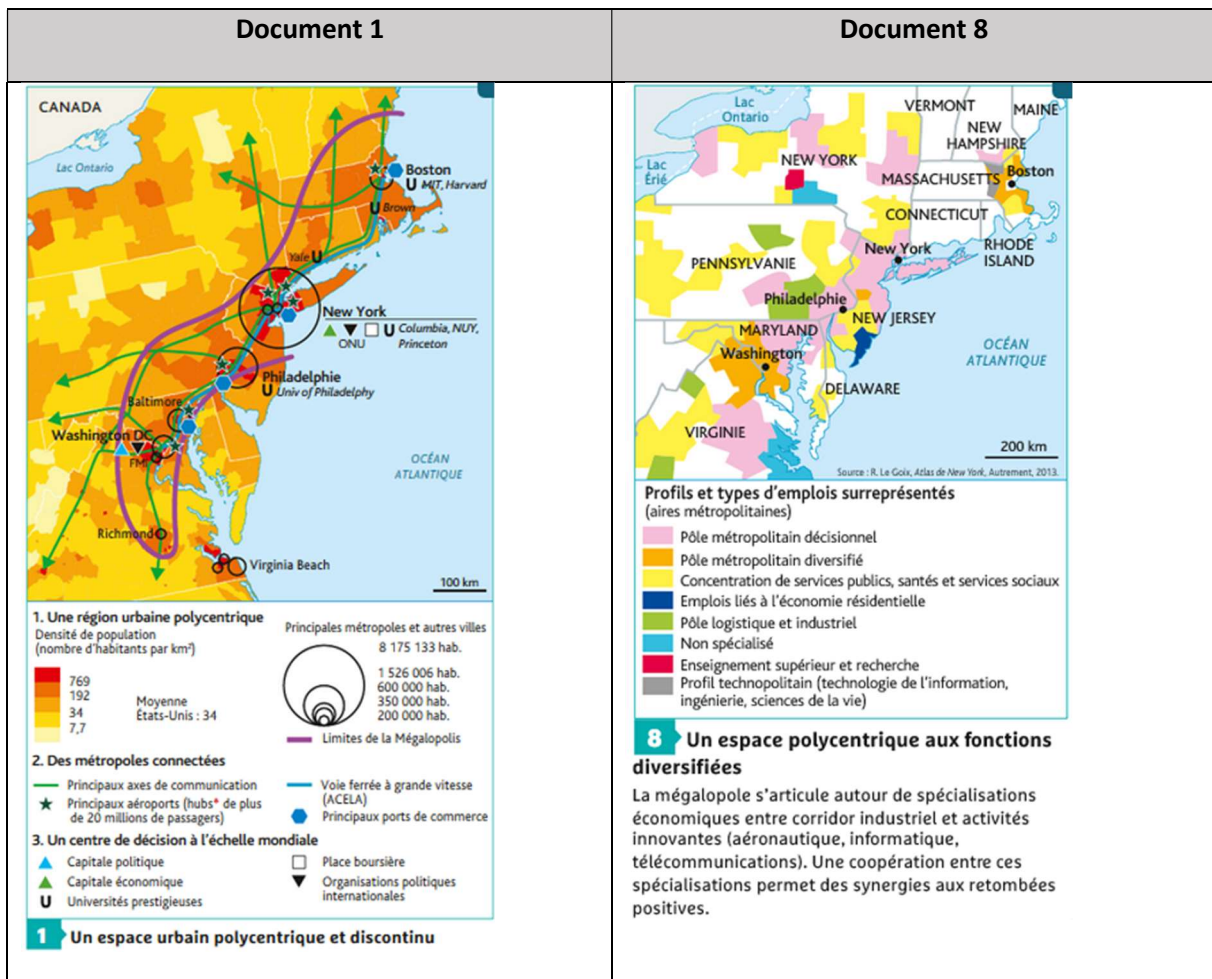 Document 1
Document 8
CANADA
Lac Ontario
Boston
U MIT, Harvard
U Brown
Yale U
New York
U Columbia, NUY,
ONU Princeton
Philadelphie
U Univ of Philadelphy
Baltimore
Washington DC
FMI
OCÉAN
ATLANTIQUE
Richmond
Virginia Beach
100 km
1. Une région urbaine polycentrique
Densité de population
(nombre d'habitants par km²)
769
192
34
7,7
Moyenne
États-Unis : 34
Principales métropoles et autres villes
8 175 133 hab.
1 526 006 hab.
600 000 hab.
350 000 hab.
200 000 hab.
Limites de la Mégalopolis
2. Des métropoles connectées
Principaux axes de communication
Principaux aéroports (hubs* de plus
de 20 millions de passagers)
Voie ferrée à grande vitesse
(ACELA)
Principaux ports de commerce
3. Un centre de décision à l'échelle mondiale
Capitale politique
Capitale économique
U Universités prestigieuses
Place boursière
Organisations politiques
internationales
1 Un espace urbain polycentrique et discontinu
Lac
Ontario
VERMONT
MAINE
NEW
HAMPSHIRE
Lac
Érié
NEW YORK
MASSACHUSETTS
Boston
CONNECTICUT
New York
RHODE
ISLAND
PENNSYLVANIE
Philadelphie
NEW JERSEY
MARYLAND
Washington
OCÉAN
ATLANTIQUE
DELAWARE
VIRGINIE
200 km
Source : R. Le Goix, Atlas de New York, Autrement, 2013.
Profils et types d'emplois surreprésentés
(aires métropolitaines)
Pôle métropolitain décisionnel
Pôle métropolitain diversifié
Concentration de services publics, santés et services sociaux
Emplois liés à l'économie résidentielle
Pôle logistique et industriel
Non spécialisé
Enseignement supérieur et recherche
Profil technopolitain (technologie de l'information,
ingénierie, sciences de la vie)
8 Un espace polycentrique aux fonctions
diversifiées
La mégalopole s'articule autour de spécialisations
économiques entre corridor industriel et activités
innovantes (aéronautique, informatique,
télécommunications). Une coopération entre ces
spécialisations permet des synergies aux retombées
positives.